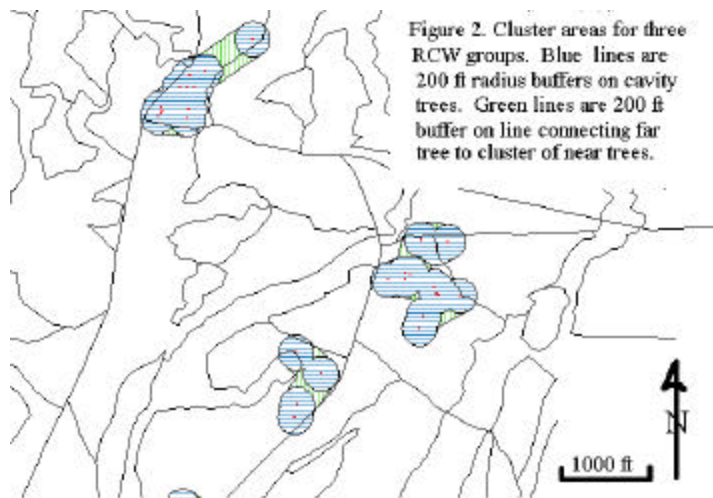 Figure 2. Cluster areas for three
RCW groups. Blue lines are
200 ft radius buffers on cavity
trees. Green lines are 200 ft
buffer on line connecting far
tree to cluster of near trees.
N
1000 ft